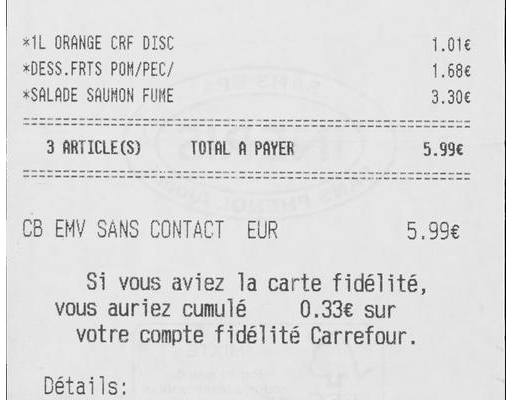 *1L ORANGE CRF DISC 1.01€
*DESS.FRTS POM/PEC/ 1.68€
*SALADE SAUMON FUME 3.30€
3 ARTICLE(S) TOTAL A PAYER 5.99€
CB EMV SANS CONTACT EUR 5.99€
Si vous aviez la carte fidélité,
vous auriez cumulé 0.33€ sur
votre compte fidélité Carrefour.
Détails: